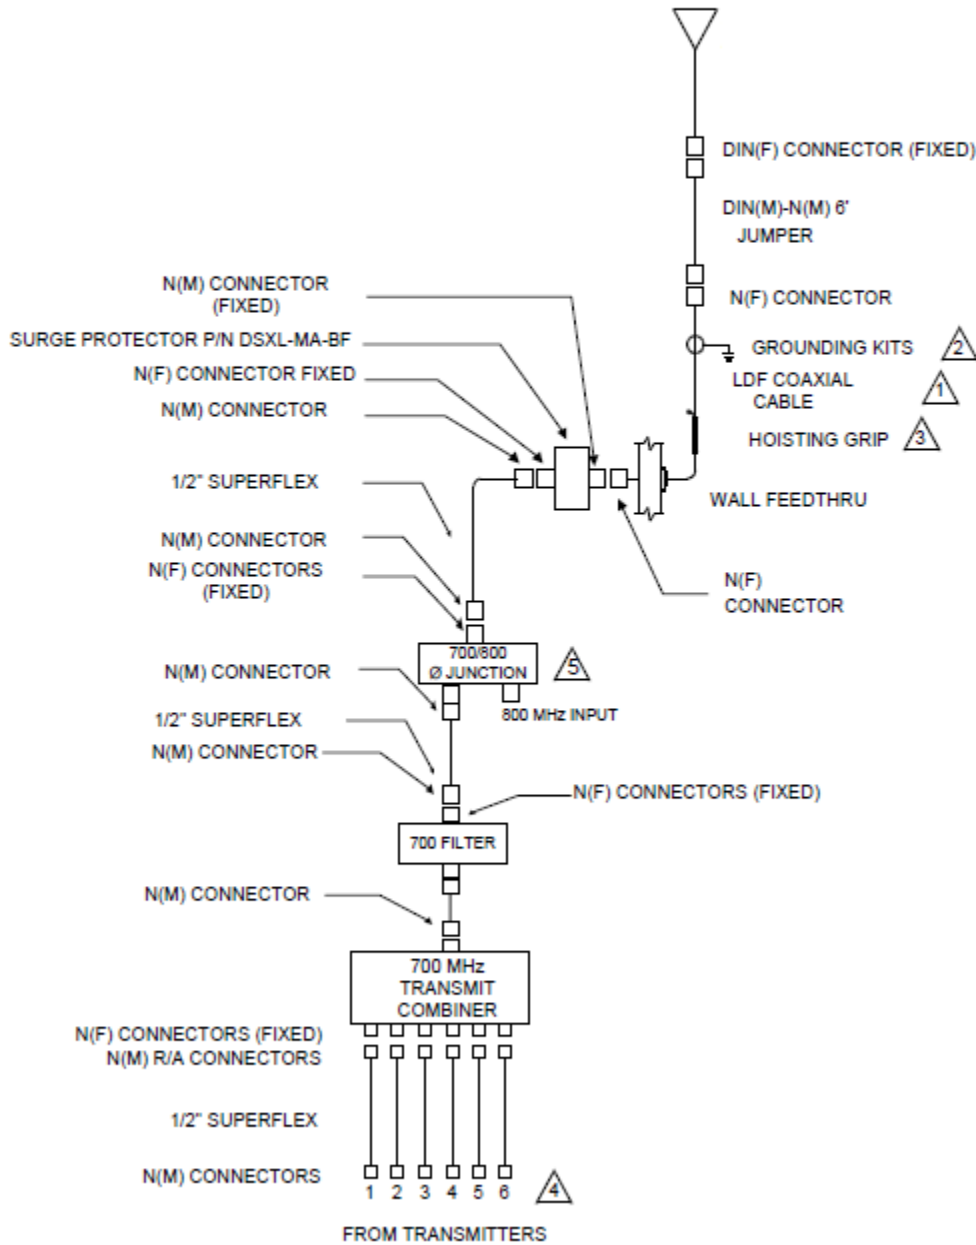 DIN(F) CONNECTOR (FIXED)
DIN(M)-N(M) 6'
JUMPER
N(M) CONNECTOR
(FIXED)
N(F) CONNECTOR
SURGE PROTECTOR P/N DSXL-MA-BF
GROUNDING KITS
2
N(F) CONNECTOR FIXED
LDF COAXIAL
CABLE
1
N(M) CONNECTOR
HOISTING GRIP
3
1/2" SUPERFLEX
WALL FEEDTHRU
N(M) CONNECTOR
N(F) CONNECTORS
(FIXED)
N(F)
CONNECTOR
700/800
Ø JUNCTION
5
N(M) CONNECTOR
800 MHz INPUT
1/2" SUPERFLEX
N(M) CONNECTOR
N(F) CONNECTORS (FIXED)
700 FILTER
N(M) CONNECTOR
700 MHz
TRANSMIT
COMBINER
N(F) CONNECTORS (FIXED)
N(M) R/A CONNECTORS
1/2" SUPERFLEX
N(M) CONNECTORS
1 2 3 4 5 6
4
FROM TRANSMITTERS